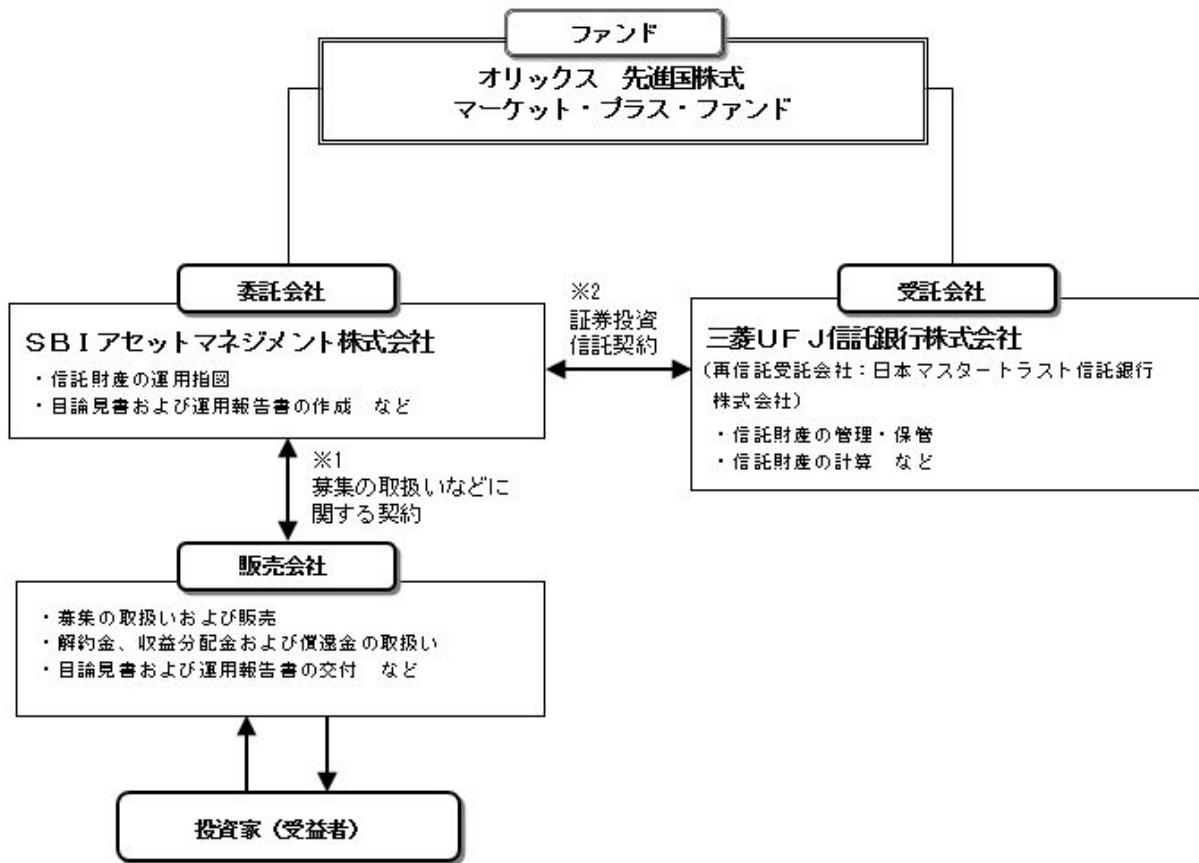 ファンド
オリックス　先進国株式
マーケット・プラス・ファンド
委託会社
ＳＢＩアセットマネジメント株式会社
・信託財産の運用指図
・目論見書および運用報告書の作成　など
※2
証券投資
信託契約
受託会社
三菱ＵＦＪ信託銀行株式会社
（再信託受託会社：日本マスタートラスト信託銀行
株式会社）
・信託財産の管理・保管
・信託財産の計算　など
※1
募集の取扱いなどに
関する契約
販売会社
・募集の取扱いおよび販売
・解約金、収益分配金および償還金の取扱い
・目論見書および運用報告書の交付　など
投資家（受益者）